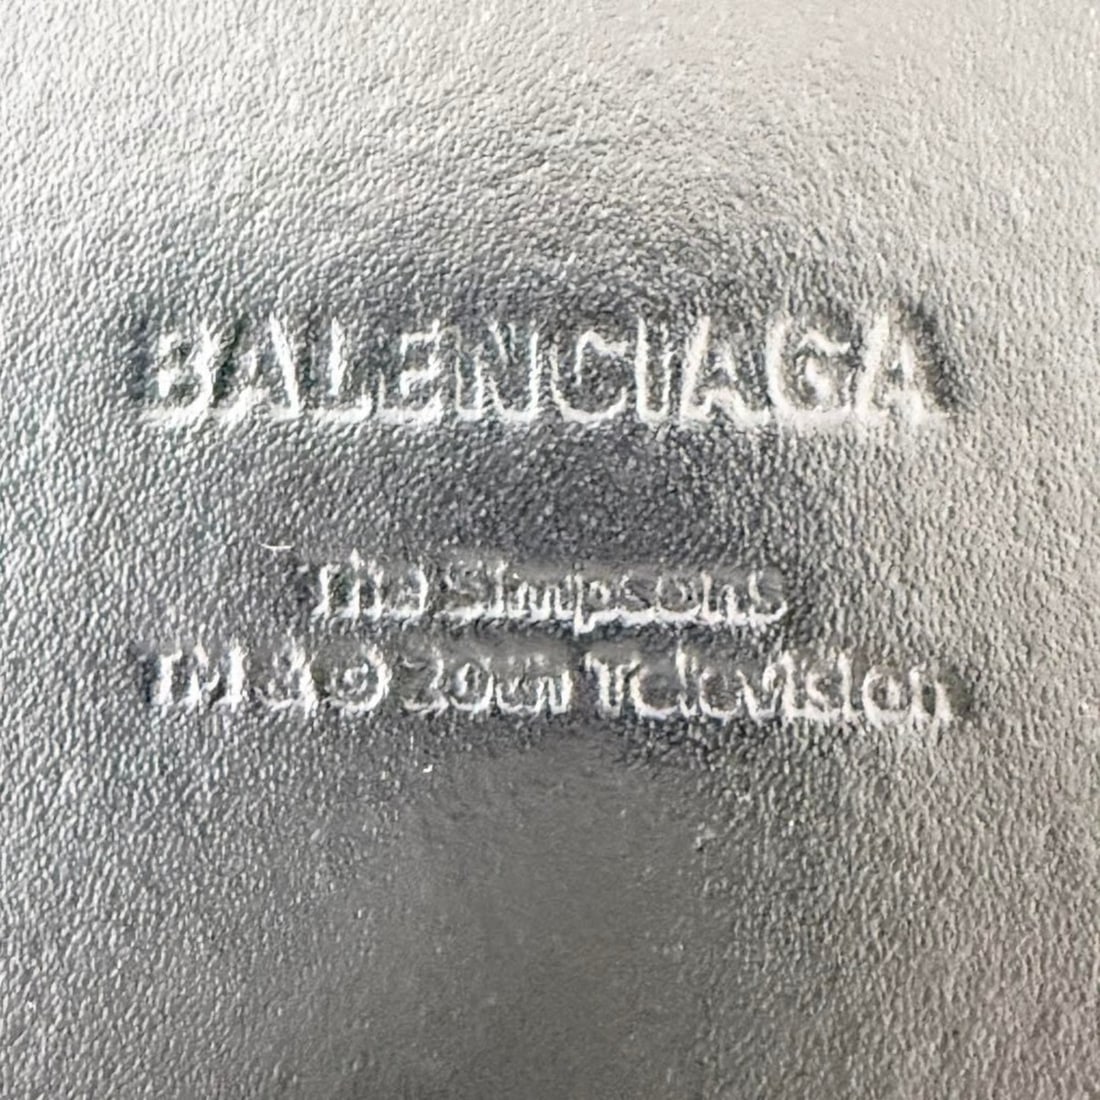 BALENCIAGA
The Simpsons
TM & © 20th Television